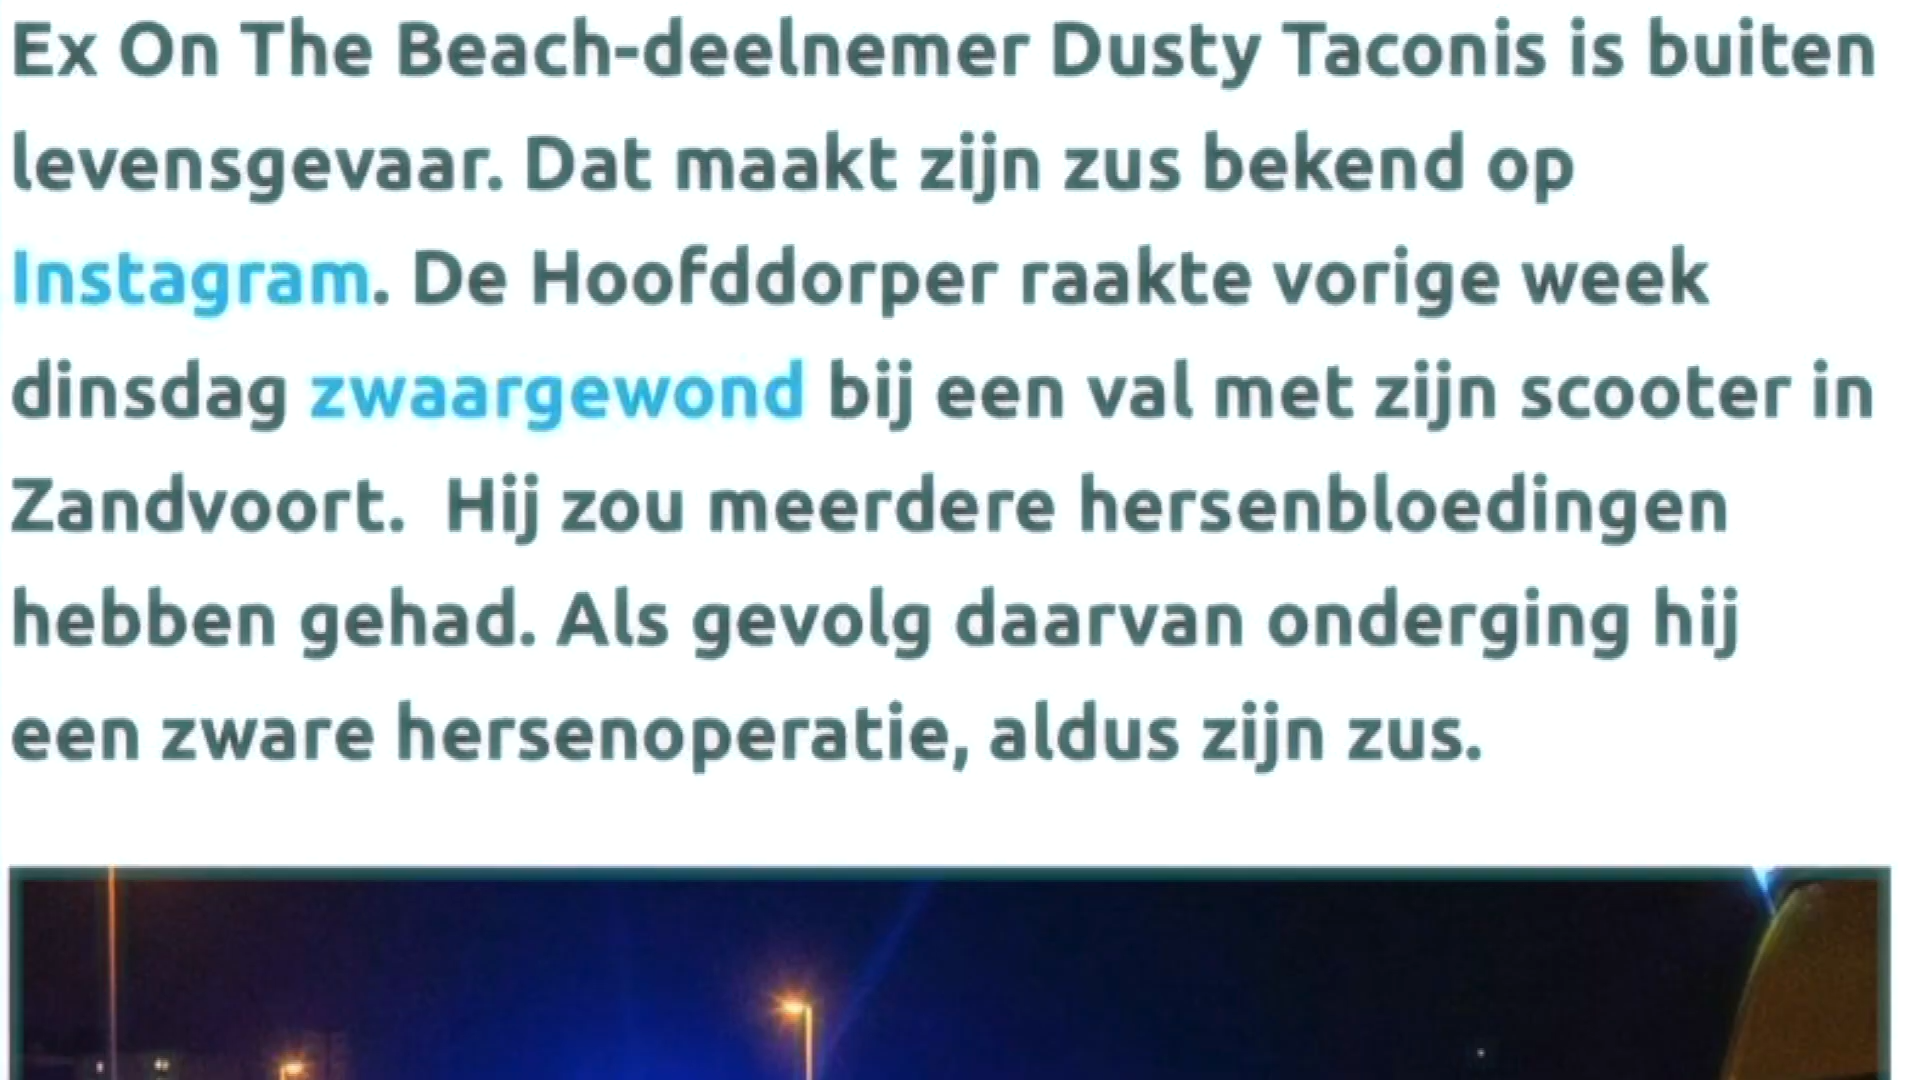 Ex On The Beach-deelnemer Dusty Taconis is buiten
levensgevaar. Dat maakt zijn zus bekend op
Instagram. De Hoofddorper raakte vorige week
dinsdag zwaargewond bij een val met zijn scooter in
Zandvoort.  Hij zou meerdere hersenbloedingen
hebben gehad. Als gevolg daarvan onderging hij
een zware hersenoperatie, aldus zijn zus.